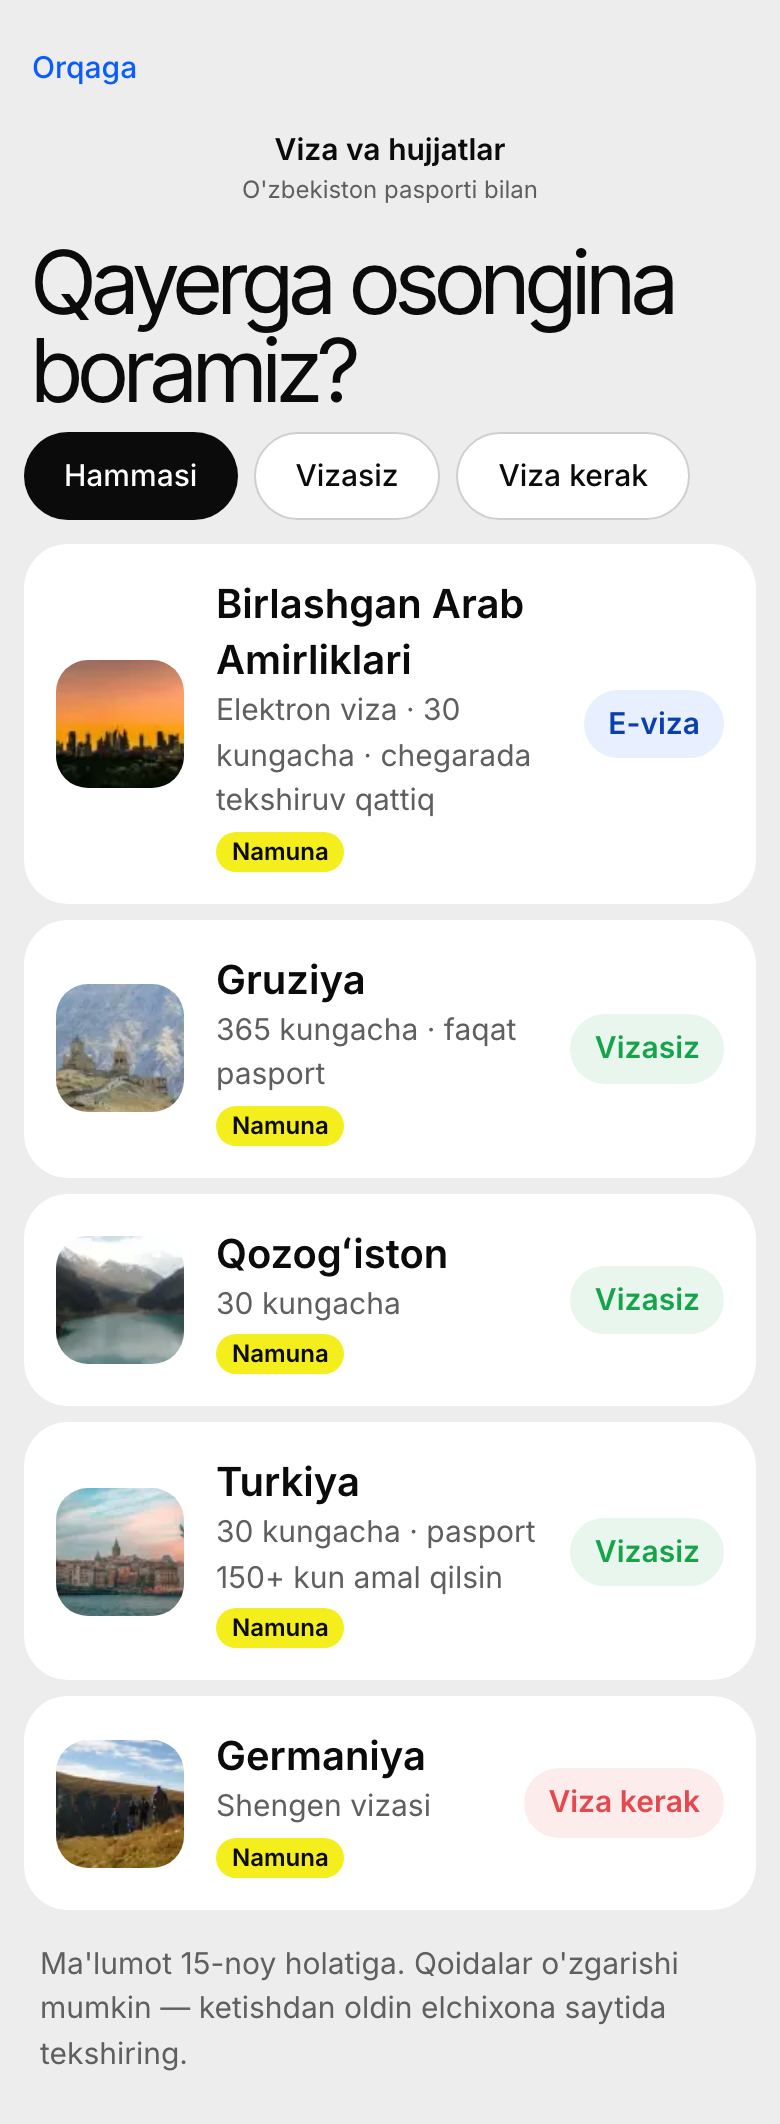 Orqaga
Viza va hujjatlar
O'zbekiston pasporti bilan
Qayerga osongina
boramiz?
Hammasi
Vizasiz
Viza kerak
Birlashgan Arab
Amirliklari
Elektron viza · 30
kungacha · chegarada
tekshiruv qattiq
Namuna
E-viza
Gruziya
365 kungacha · faqat
pasport
Namuna
Vizasiz
Qozogʻiston
30 kungacha
Namuna
Vizasiz
Turkiya
30 kungacha · pasport
150+ kun amal qilsin
Namuna
Vizasiz
Germaniya
Shengen vizasi
Namuna
Viza kerak
Ma'lumot 15-noy holatiga. Qoidalar o'zgarishi
mumkin — ketishdan oldin elchixona saytida
tekshiring.